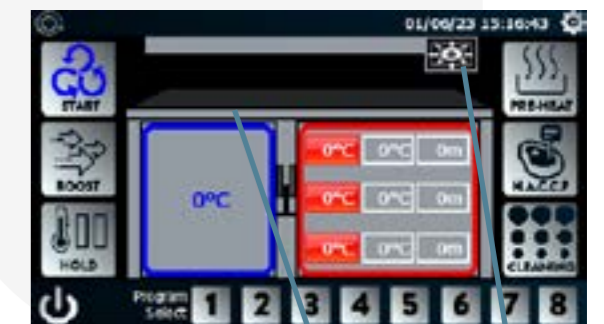 01/06/23 15:16:43
START
PRE-HEAT
BOOST
0°C
0°C 0°C 0m
0°C 0°C 0m
0°C 0°C 0m
H.A.C.C.P
HOLD
CLEANING
Program
Select
1 2 3 4 5 6 7 8